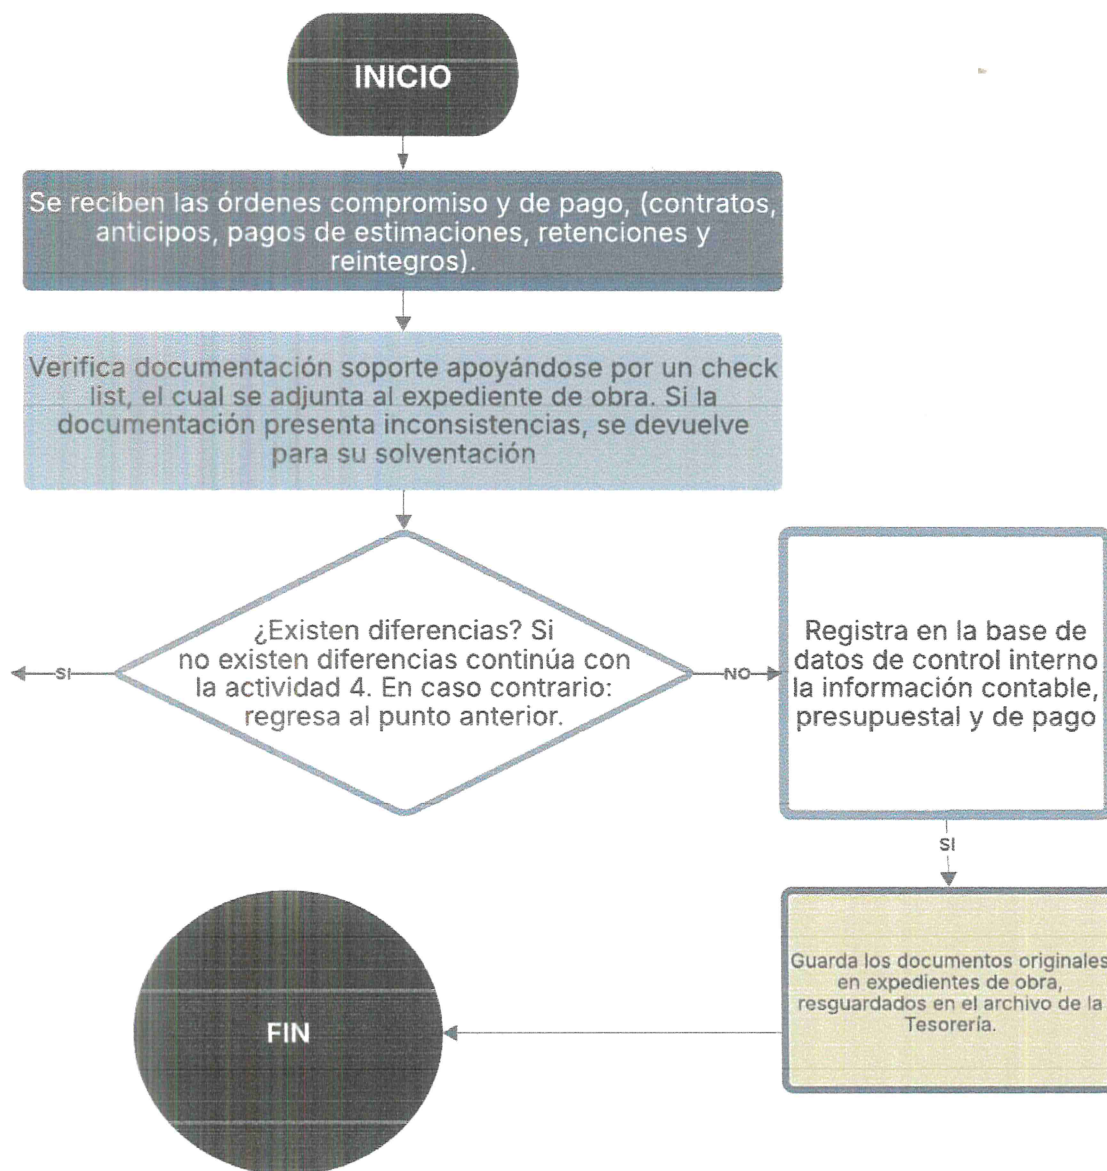 INICIO
Se reciben las órdenes compromiso y de pago, (contratos,
anticipos, pagos de estimaciones, retenciones y
reintegros).
Verifica documentación soporte apoyándose por un check
list, el cual se adjunta al expediente de obra. Si la
documentación presenta inconsistencias, se devuelve
para su solventación
¿Existen diferencias? Si
no existen diferencias continúa con
la actividad 4. En caso contrario:
regresa al punto anterior.
SI
NO
Registra en la base de
datos de control interno
la información contable,
presupuestal y de pago
SI
Guarda los documentos originales
en expedientes de obra,
resguardados en el archivo de la
Tesorería.
FIN